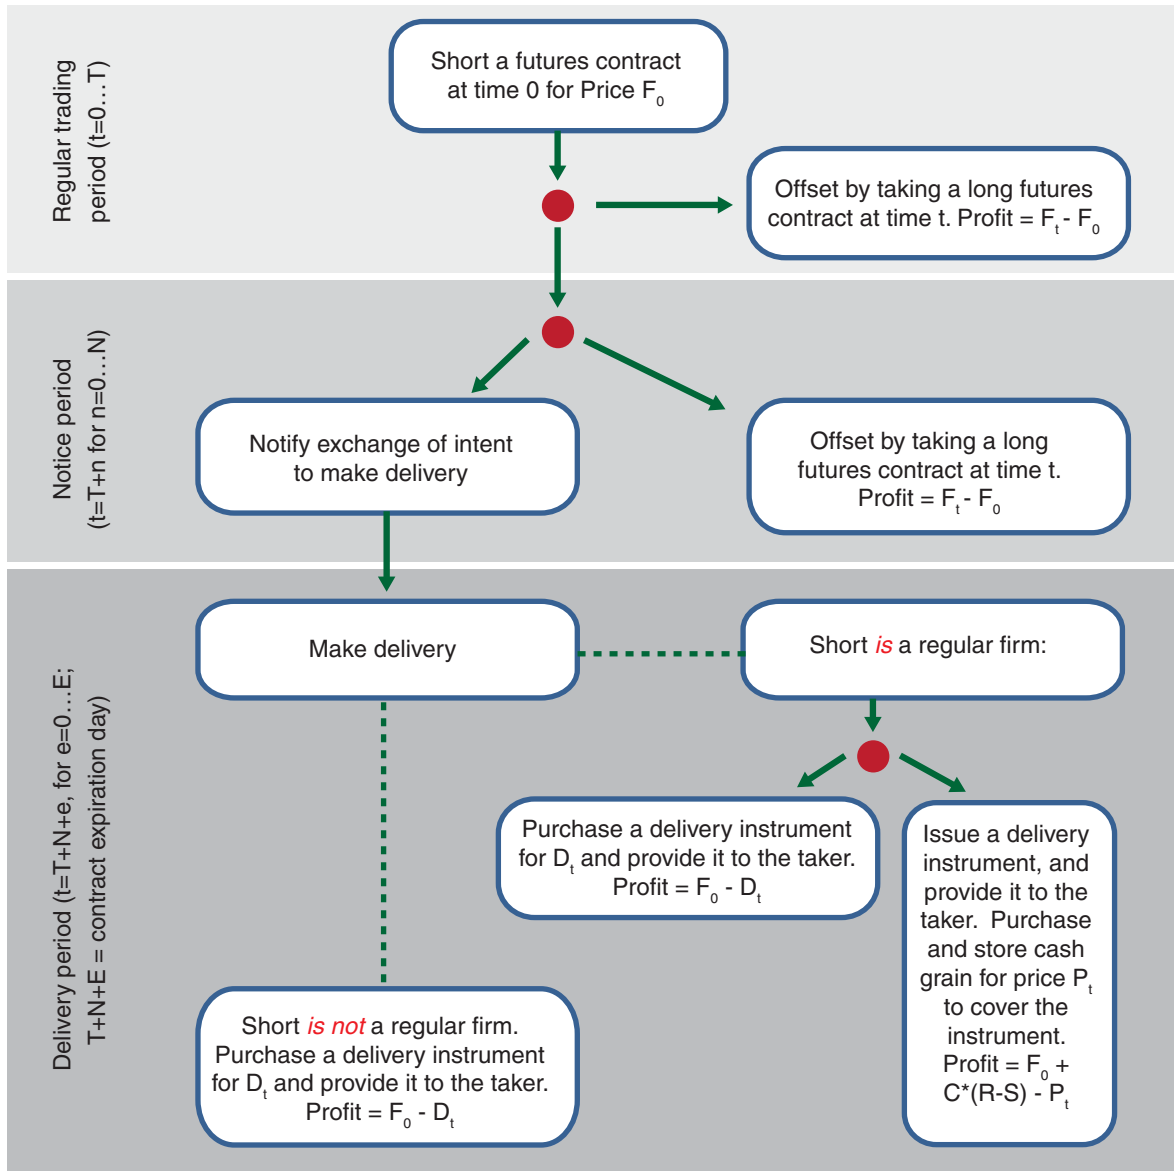 Regular trading
period (t=0…T)
Short a futures contract
at time 0 for Price F₀
Offset by taking a long futures
contract at time t. Profit = Fₜ - F₀
Notice period
(t=T+n for n=0…N)
Notify exchange of intent
to make delivery
Offset by taking a long
futures contract at time t.
Profit = Fₜ - F₀
Delivery period (t=T+N+e, for e=0…E;
T+N+E = contract expiration day)
Make delivery
Short is a regular firm:
Purchase a delivery instrument
for Dₜ and provide it to the taker.
Profit = F₀ - Dₜ
Issue a delivery
instrument, and
provide it to the
taker. Purchase
and store cash
grain for price Pₜ
to cover the
instrument.
Profit = F₀ +
C*(R-S) - Pₜ
Short is not a regular firm.
Purchase a delivery instrument
for Dₜ and provide it to the taker.
Profit = F₀ - Dₜ